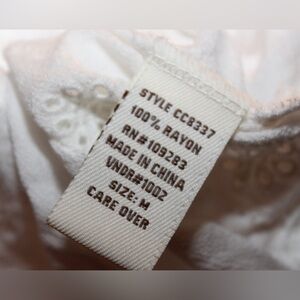 STYLE CC8337
100% RAYON
RN#109283
MADE IN CHINA
VNDR#1002
SIZE: M
CARE OVER